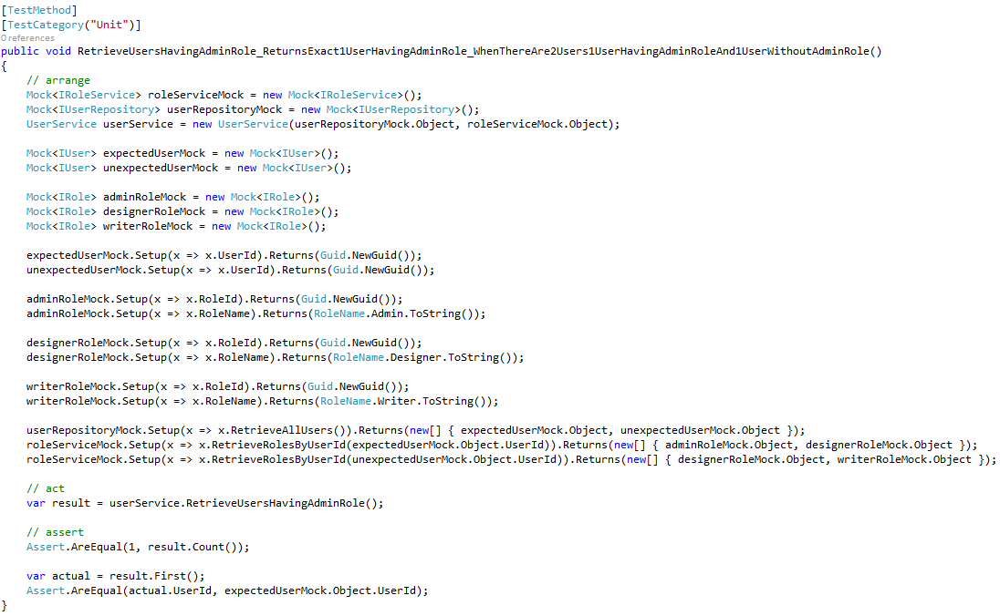 [TestMethod]
[TestCategory("Unit")]
0 references
public void RetrieveUsersHavingAdminRole_ReturnsExact1UserHavingAdminRole_WhenThereAre2Users1UserHavingAdminRoleAnd1UserWithoutAdminRole()
{
    // arrange
    Mock<IRoleService> roleServiceMock = new Mock<IRoleService>();
    Mock<IUserRepository> userRepositoryMock = new Mock<IUserRepository>();
    UserService userService = new UserService(userRepositoryMock.Object, roleServiceMock.Object);

    Mock<IUser> expectedUserMock = new Mock<IUser>();
    Mock<IUser> unexpectedUserMock = new Mock<IUser>();

    Mock<IRole> adminRoleMock = new Mock<IRole>();
    Mock<IRole> designerRoleMock = new Mock<IRole>();
    Mock<IRole> writerRoleMock = new Mock<IRole>();

    expectedUserMock.Setup(x => x.UserId).Returns(Guid.NewGuid());
    unexpectedUserMock.Setup(x => x.UserId).Returns(Guid.NewGuid());

    adminRoleMock.Setup(x => x.RoleId).Returns(Guid.NewGuid());
    adminRoleMock.Setup(x => x.RoleName).Returns(RoleName.Admin.ToString());

    designerRoleMock.Setup(x => x.RoleId).Returns(Guid.NewGuid());
    designerRoleMock.Setup(x => x.RoleName).Returns(RoleName.Designer.ToString());

    writerRoleMock.Setup(x => x.RoleId).Returns(Guid.NewGuid());
    writerRoleMock.Setup(x => x.RoleName).Returns(RoleName.Writer.ToString());

    userRepositoryMock.Setup(x => x.RetrieveAllUsers()).Returns(new[] { expectedUserMock.Object, unexpectedUserMock.Object });
    roleServiceMock.Setup(x => x.RetrieveRolesByUserId(expectedUserMock.Object.UserId)).Returns(new[] { adminRoleMock.Object, designerRoleMock.Object });
    roleServiceMock.Setup(x => x.RetrieveRolesByUserId(unexpectedUserMock.Object.UserId)).Returns(new[] { designerRoleMock.Object, writerRoleMock.Object });

    // act
    var result = userService.RetrieveUsersHavingAdminRole();

    // assert
    Assert.AreEqual(1, result.Count());

    var actual = result.First();
    Assert.AreEqual(actual.UserId, expectedUserMock.Object.UserId);
}